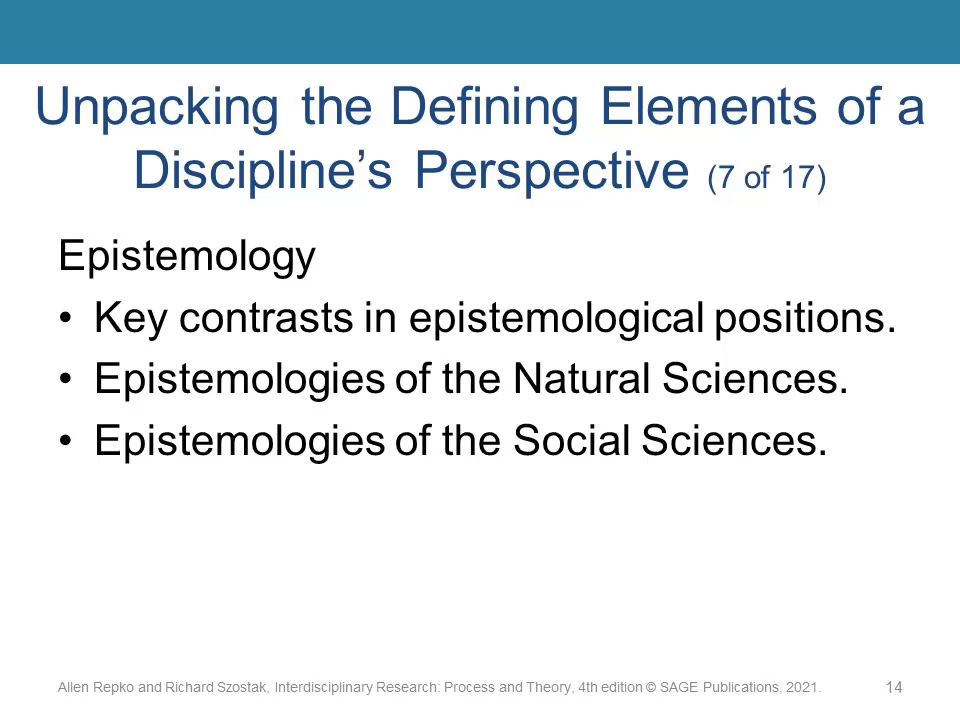 Unpacking the Defining Elements of a
Discipline’s Perspective (7 of 17)
Epistemology
• Key contrasts in epistemological positions.
• Epistemologies of the Natural Sciences.
• Epistemologies of the Social Sciences.
Allen Repko and Richard Szostak, Interdisciplinary Research: Process and Theory, 4th edition © SAGE Publications, 2021.
14